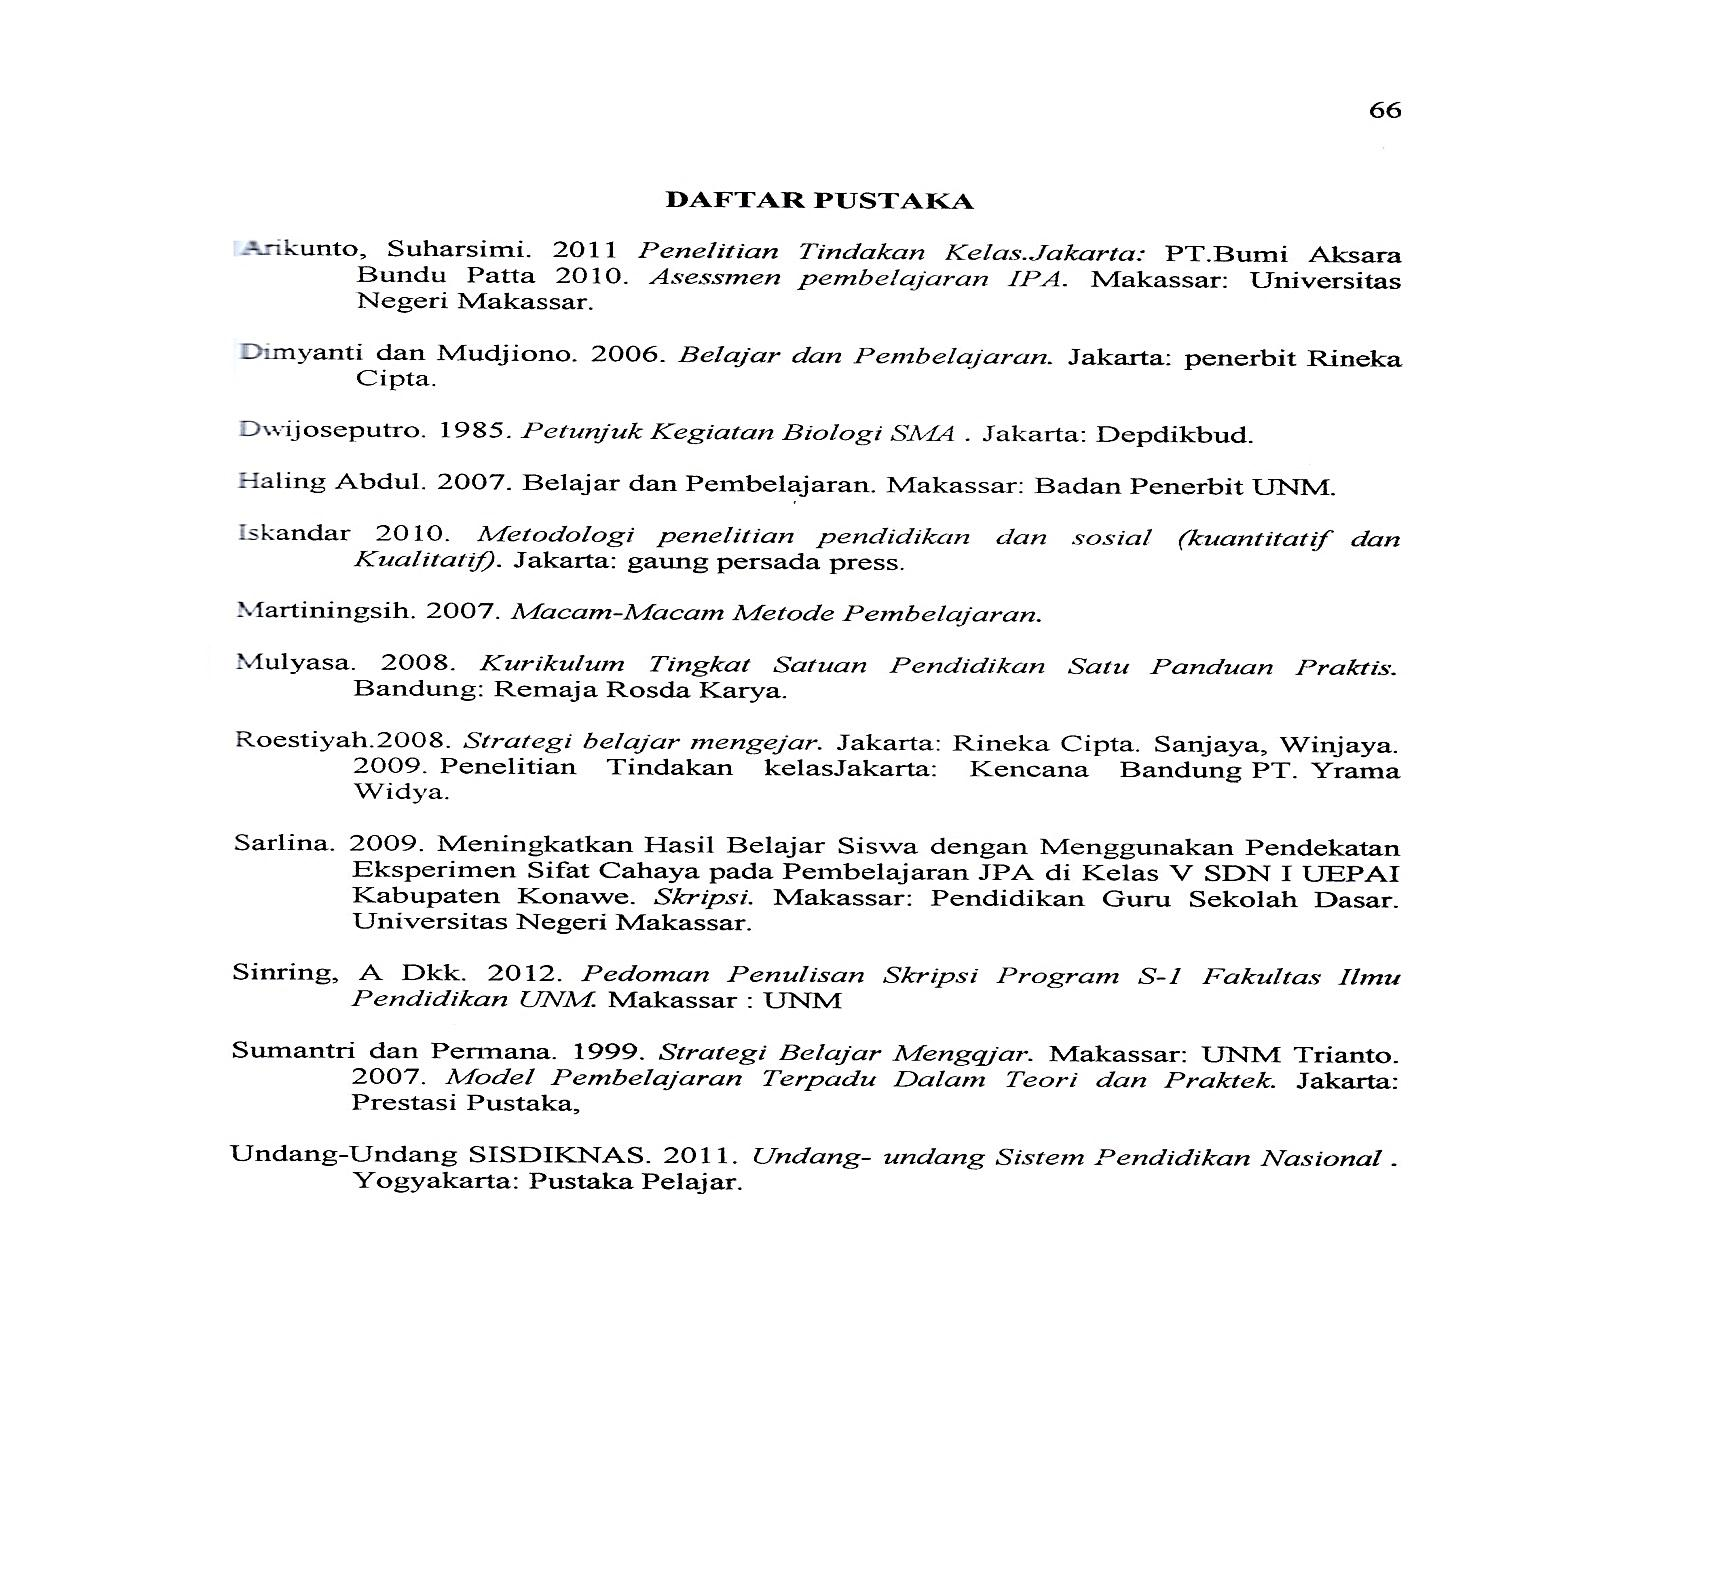 66
DAFTAR PUSTAKA
Arikunto, Suharsimi. 2011 Penelitian Tindakan Kelas.Jakarta: PT.Bumi Aksara
Bundu Patta 2010. Asessmen pembelajaran IPA. Makassar: Universitas
Negeri Makassar.
Dimyanti dan Mudjiono. 2006. Belajar dan Pembelajaran. Jakarta: penerbit Rineka
Cipta.
Dwijoseputro. 1985. Petunjuk Kegiatan Biologi SMA . Jakarta: Depdikbud.
Haling Abdul. 2007. Belajar dan Pembelajaran. Makassar: Badan Penerbit UNM.
Iskandar 2010. Metodologi penelitian pendidikan dan sosial (kuantitatif dan
Kualitatif). Jakarta: gaung persada press.
Martiningsih. 2007. Macam-Macam Metode Pembelajaran.
Mulyasa. 2008. Kurikulum Tingkat Satuan Pendidikan Satu Panduan Praktis.
Bandung: Remaja Rosda Karya.
Roestiyah.2008. Strategi belajar mengejar. Jakarta: Rineka Cipta. Sanjaya, Winjaya.
2009. Penelitian Tindakan kelasJakarta: Kencana Bandung PT. Yrama
Widya.
Sarlina. 2009. Meningkatkan Hasil Belajar Siswa dengan Menggunakan Pendekatan
Eksperimen Sifat Cahaya pada Pembelajaran JPA di Kelas V SDN I UEPAI
Kabupaten Konawe. Skripsi. Makassar: Pendidikan Guru Sekolah Dasar.
Universitas Negeri Makassar.
Sinring, A Dkk. 2012. Pedoman Penulisan Skripsi Program S-1 Fakultas Ilmu
Pendidikan UNM. Makassar : UNM
Sumantri dan Permana. 1999. Strategi Belajar Mengqjar. Makassar: UNM Trianto.
2007. Model Pembelajaran Terpadu Dalam Teori dan Praktek. Jakarta:
Prestasi Pustaka,
Undang-Undang SISDIKNAS. 2011. Undang- undang Sistem Pendidikan Nasional .
Yogyakarta: Pustaka Pelajar.